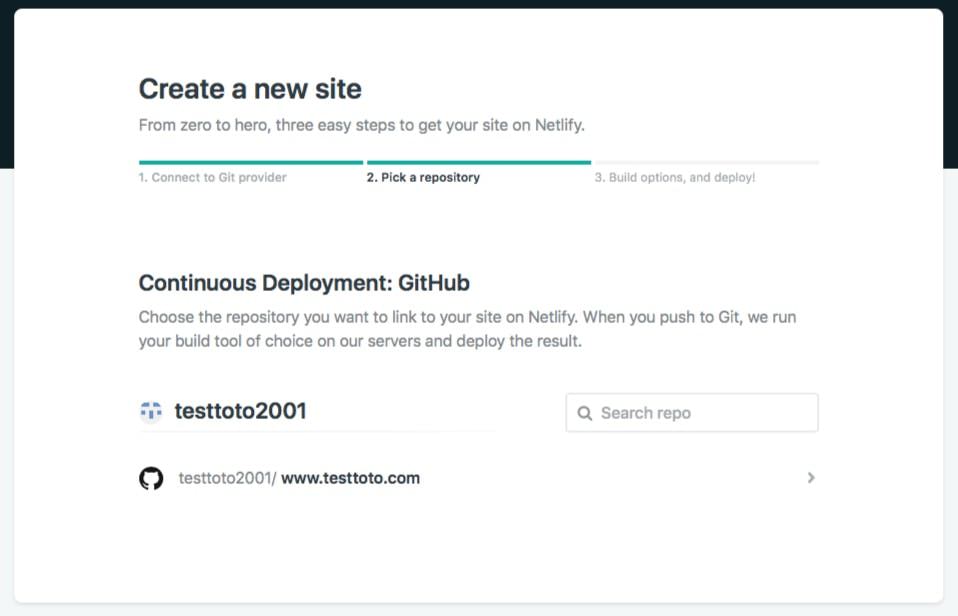 Create a new site
From zero to hero, three easy steps to get your site on Netlify.
1. Connect to Git provider
2. Pick a repository
3. Build options, and deploy!
Continuous Deployment: GitHub
Choose the repository you want to link to your site on Netlify. When you push to Git, we run
your build tool of choice on our servers and deploy the result.
testtoto2001
Search repo
testtoto2001/ www.testtoto.com